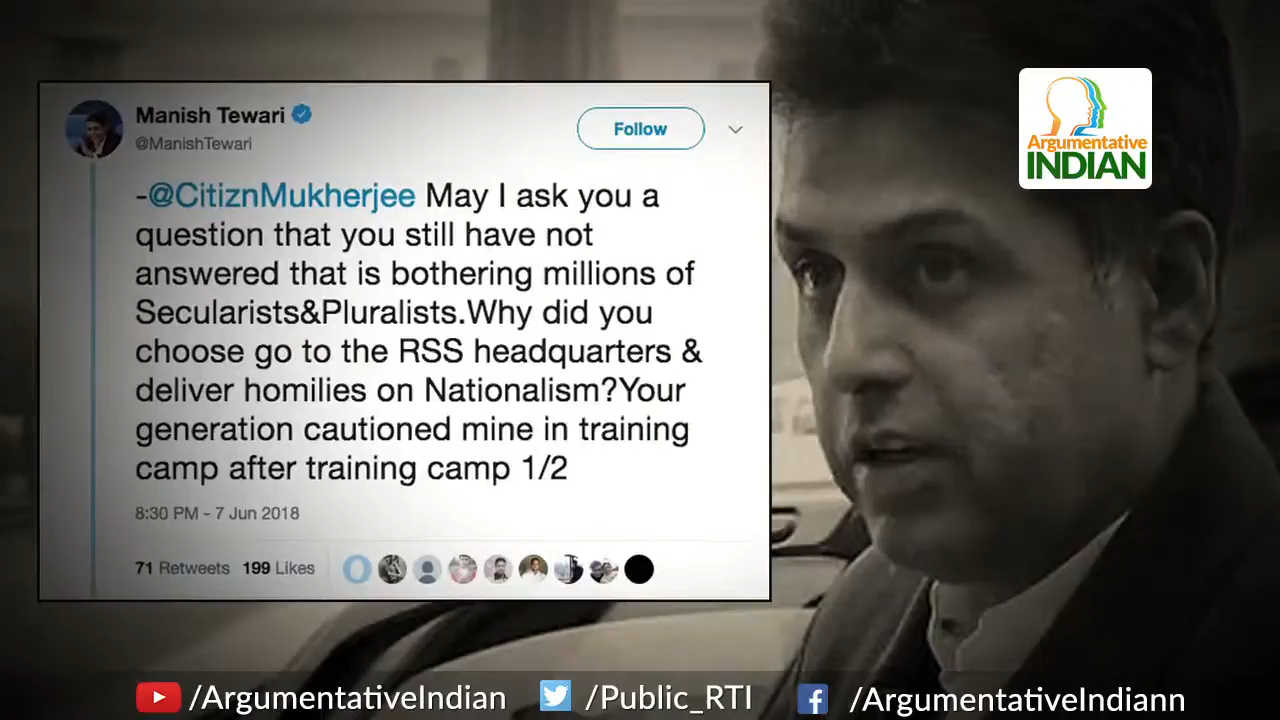 Manish Tewari
@ManishTewari
Follow
-@CitiznMukherjee May I ask you a
question that you still have not
answered that is bothering millions of
Secularists&Pluralists.Why did you
choose go to the RSS headquarters &
deliver homilies on Nationalism?Your
generation cautioned mine in training
camp after training camp 1/2
8:30 PM - 7 Jun 2018
71 Retweets 199 Likes
Argumentative
INDIAN
/ArgumentativeIndian /Public_RTI /ArgumentativeIndiann